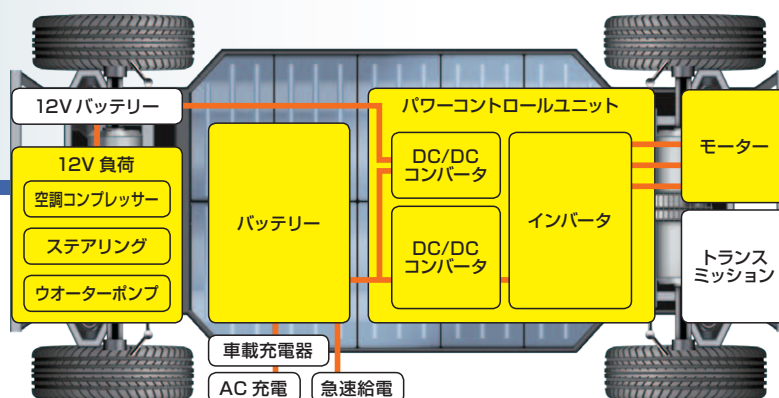 12Vバッテリー
12V 負荷
空調コンプレッサー
ステアリング
ウオーターポンプ
バッテリー
車載充電器
AC 充電
急速給電
パワーコントロールユニット
DC/DC
コンバータ
DC/DC
コンバータ
インバータ
モーター
トランス
ミッション